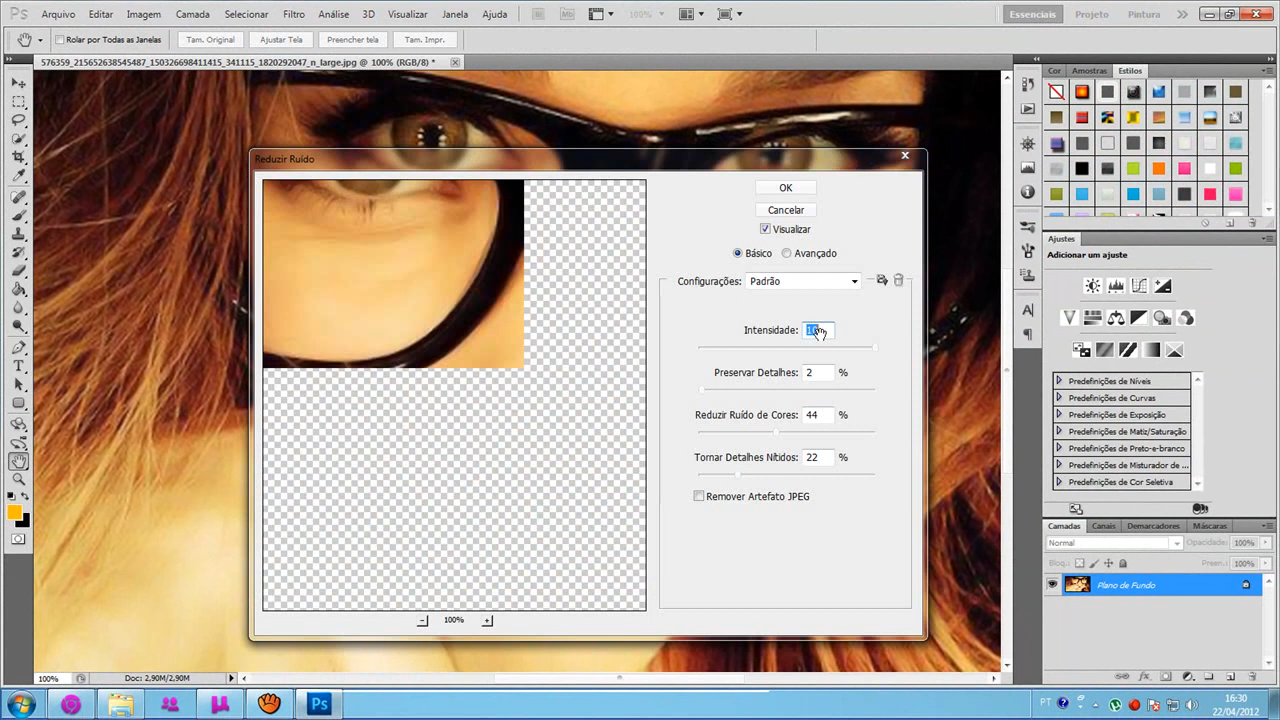 Ps Arquivo Editar Imagem Camada Selecionar Filtro Análise 3D Visualizar Janela Ajuda Br Mb 100% Essenciais Projeto Pintura
Rolar por Todas as Janelas Tam. Original Ajustar Tela Preencher tela Tam. Impr.
576359_215652638545487_150326698411415_341115_1820292047_n_large.jpg @ 100% (RGB/8) *
Cor Amostras Estilos
Reduzir Ruído
OK
Cancelar
Visualizar
Básico Avançado
Configurações: Padrão
Intensidade:
Preservar Detalhes: 2 %
Reduzir Ruído de Cores: 44 %
Tornar Detalhes Nítidos: 22 %
Remover Artefato JPEG
100%
Ajustes
Adicionar um ajuste
Predefinições de Níveis
Predefinições de Curvas
Predefinições de Exposição
Predefinições de Matiz/Saturação
Predefinições de Preto-e-branco
Predefinições de Misturador de ...
Predefinições de Cor Seletiva
Camadas Canais Demarcadores Máscaras
Normal Opacidade: 100%
Bloq.: Preen.: 100%
Plano de Fundo
100% Doc: 2,90M/2,90M
Ps PT 16:30
22/04/2012